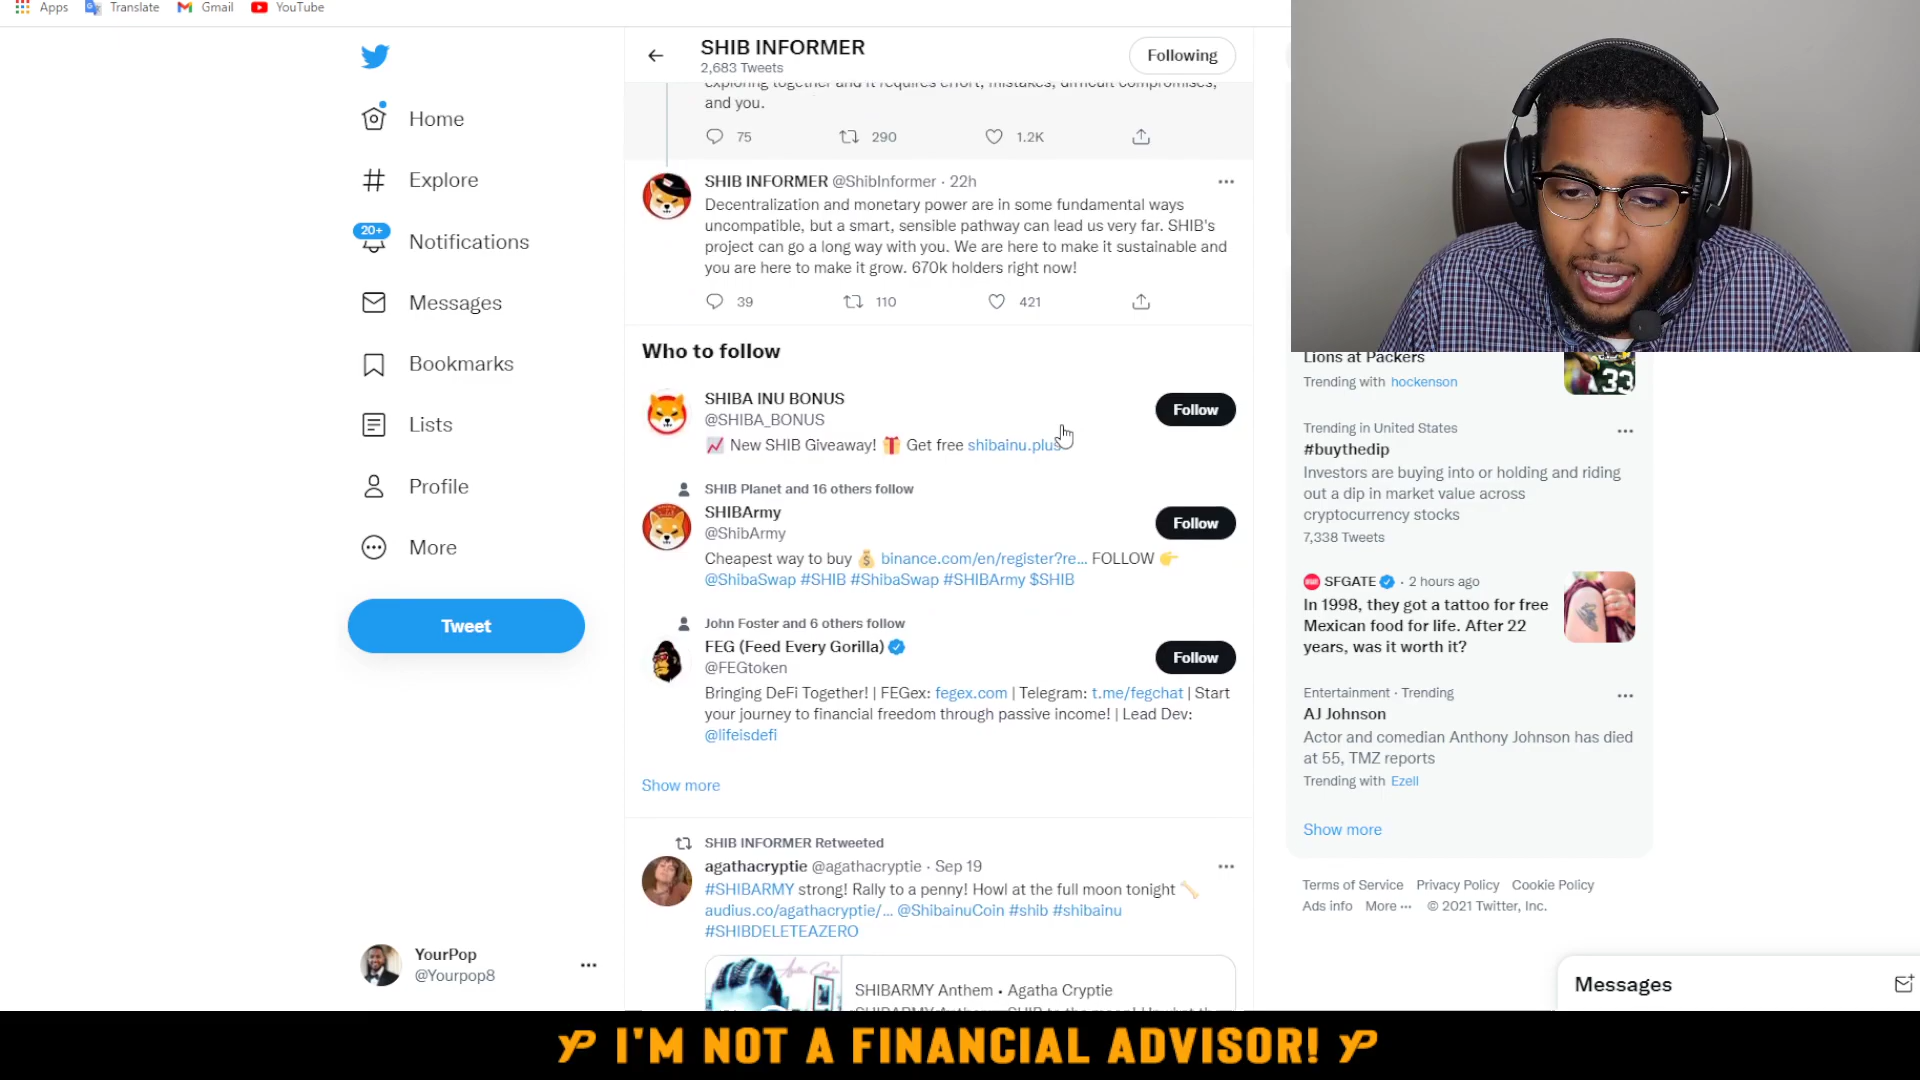 Apps Translate Gmail YouTube
SHIB INFORMER
2,683 Tweets
Following
exploring together and it requires effort, mistakes, difficult compromises,
and you.
75 290 1.2K
Home
Explore
20+
Notifications
Messages
Bookmarks
Lists
Profile
More
Tweet
SHIB INFORMER @ShibInformer · 22h
Decentralization and monetary power are in some fundamental ways
uncompatible, but a smart, sensible pathway can lead us very far. SHIB's
project can go a long way with you. We are here to make it sustainable and
you are here to make it grow. 670k holders right now!
39 110 421
Who to follow
SHIBA INU BONUS
@SHIBA_BONUS
Follow
New SHIB Giveaway! Get free shibainu.plus
SHIB Planet and 16 others follow
SHIBArmy
@ShibArmy
Follow
Cheapest way to buy binance.com/en/register?re... FOLLOW
@ShibaSwap #SHIB #ShibaSwap #SHIBArmy $SHIB
John Foster and 6 others follow
FEG (Feed Every Gorilla)
@FEGtoken
Follow
Bringing DeFi Together! | FEGex: fegex.com | Telegram: t.me/fegchat | Start
your journey to financial freedom through passive income! | Lead Dev:
@lifeisdefi
Show more
SHIB INFORMER Retweeted
agathacryptie @agathacryptie · Sep 19
#SHIBARMY strong! Rally to a penny! Howl at the full moon tonight
audius.co/agathacryptie/... @ShibainuCoin #shib #shibainu
#SHIBDELETEAZERO
SHIBARMY Anthem • Agatha Cryptie
YourPop
@Yourpop8
Lions at Packers
Trending with hockenson
33
Trending in United States
#buythedip
Investors are buying into or holding and riding
out a dip in market value across
cryptocurrency stocks
7,338 Tweets
SFGATE · 2 hours ago
In 1998, they got a tattoo for free
Mexican food for life. After 22
years, was it worth it?
Entertainment · Trending
AJ Johnson
Actor and comedian Anthony Johnson has died
at 55, TMZ reports
Trending with Ezell
Show more
Terms of Service Privacy Policy Cookie Policy
Ads info More ··· © 2021 Twitter, Inc.
Messages
YP I'M NOT A FINANCIAL ADVISOR! YP